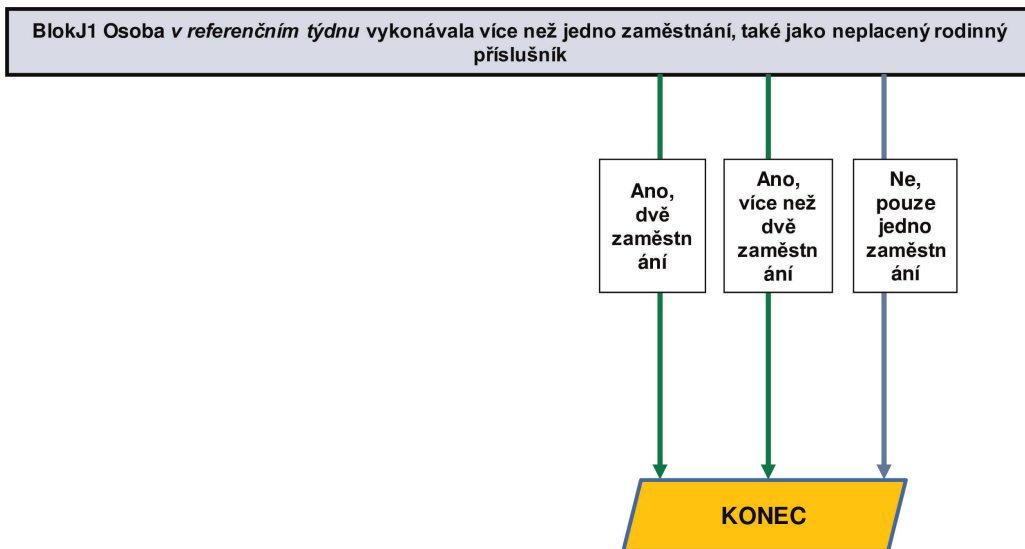 BlokJ1 Osoba v referenčním týdnu vykonávala více než jedno zaměstnání, také jako neplacený rodinný
příslušník
Ano,
dvě
zaměstn
ání
Ano,
více než
dvě
zaměstn
ání
Ne,
pouze
jedno
zaměstn
ání
KONEC